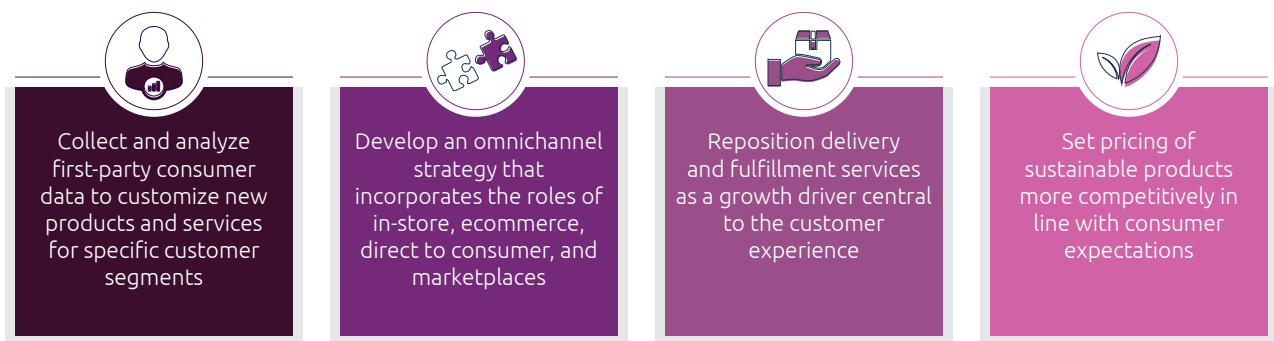 Collect and analyze
first-party consumer
data to customize new
products and services
for specific customer
segments
Develop an omnichannel
strategy that
incorporates the roles of
in-store, ecommerce,
direct to consumer, and
marketplaces
Reposition delivery
and fulfillment services
as a growth driver central
to the customer
experience
Set pricing of
sustainable products
more competitively in
line with consumer
expectations